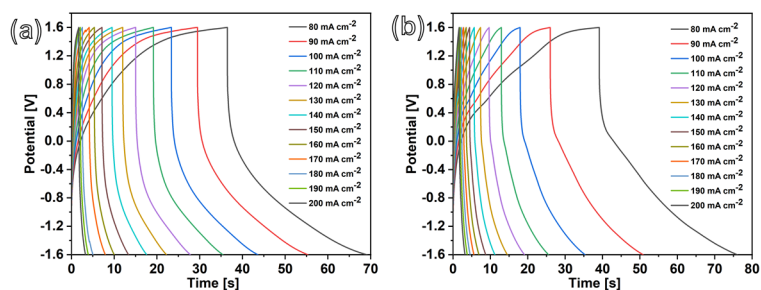 (a)
Potential [V]
1.6
1.2
0.8
0.4
0.0
-0.4
-0.8
-1.2
-1.6
80 mA cm-2
90 mA cm-2
100 mA cm-2
110 mA cm-2
120 mA cm-2
130 mA cm-2
140 mA cm-2
150 mA cm-2
160 mA cm-2
170 mA cm-2
180 mA cm-2
190 mA cm-2
200 mA cm-2
0 10 20 30 40 50 60 70
Time [s]
(b)
Potential [V]
1.6
1.2
0.8
0.4
0.0
-0.4
-0.8
-1.2
-1.6
80 mA cm-2
90 mA cm-2
100 mA cm-2
110 mA cm-2
120 mA cm-2
130 mA cm-2
140 mA cm-2
150 mA cm-2
160 mA cm-2
170 mA cm-2
180 mA cm-2
190 mA cm-2
200 mA cm-2
0 10 20 30 40 50 60 70 80
Time [s]